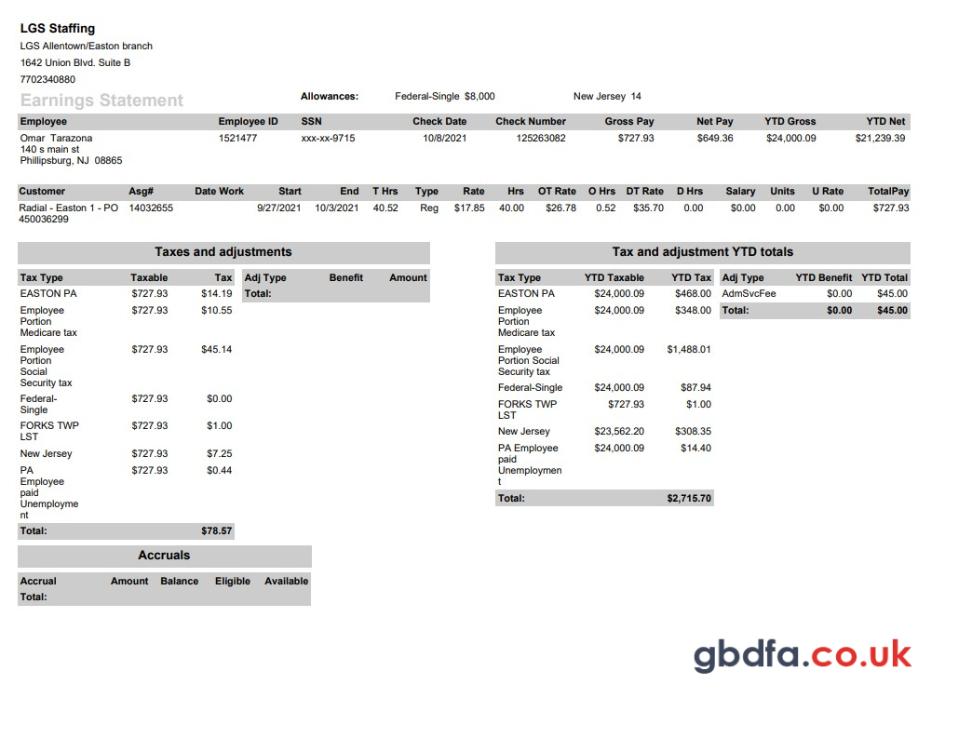 LGS Staffing
LGS Allentown/Easton branch
1642 Union Blvd. Suite B
7702340880
Earnings Statement
Allowances: Federal-Single $8,000 New Jersey 14
Employee Employee ID SSN Check Date Check Number Gross Pay Net Pay YTD Gross YTD Net
Omar Tarazona 1521477 xxx-xx-9715 10/8/2021 125263082 $727.93 $649.36 $24,000.09 $21,239.39
140 s main st
Phillipsburg, NJ 08865
Customer Asg# Date Work Start End T Hrs Type Rate Hrs OT Rate O Hrs DT Rate D Hrs Salary Units U Rate TotalPay
Radial - Easton 1 - PO 14032655 9/27/2021 10/3/2021 40.52 Reg $17.85 40.00 $26.78 0.52 $35.70 0.00 $0.00 0.00 $0.00 $727.93
450036299
Taxes and adjustments
Tax Type Taxable Tax Adj Type Benefit Amount
EASTON PA $727.93 $14.19 Total:
Employee $727.93 $10.55
Portion
Medicare tax
Employee $727.93 $45.14
Portion
Social
Security tax
Federal- $727.93 $0.00
Single
FORKS TWP $727.93 $1.00
LST
New Jersey $727.93 $7.25
PA $727.93 $0.44
Employee
paid
Unemployme
nt
Total: $78.57
Tax and adjustment YTD totals
Tax Type YTD Taxable YTD Tax Adj Type YTD Benefit YTD Total
EASTON PA $24,000.09 $468.00 AdmSvcFee $0.00 $45.00
Employee $24,000.09 $348.00 Total: $0.00 $45.00
Portion
Medicare tax
Employee $24,000.09 $1,488.01
Portion Social
Security tax
Federal-Single $24,000.09 $87.94
FORKS TWP $727.93 $1.00
LST
New Jersey $23,562.20 $308.35
PA Employee $24,000.09 $14.40
paid
Unemploymen
t
Total: $2,715.70
Accruals
Accrual Amount Balance Eligible Available
Total:
gbdfa.co.uk